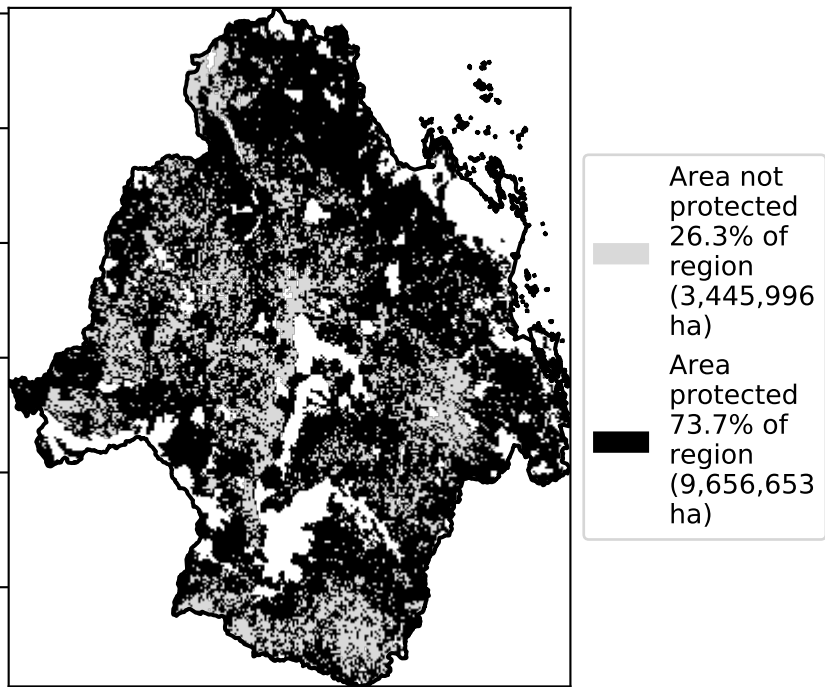 Area not
protected
26.3% of
region
(3,445,996
ha)
Area
protected
73.7% of
region
(9,656,653
ha)